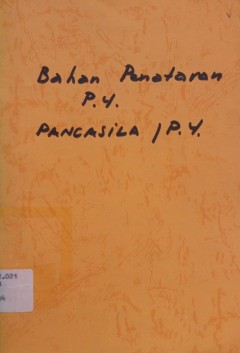 Bahan Penataran
P.4.
PANCASILA / P.4.